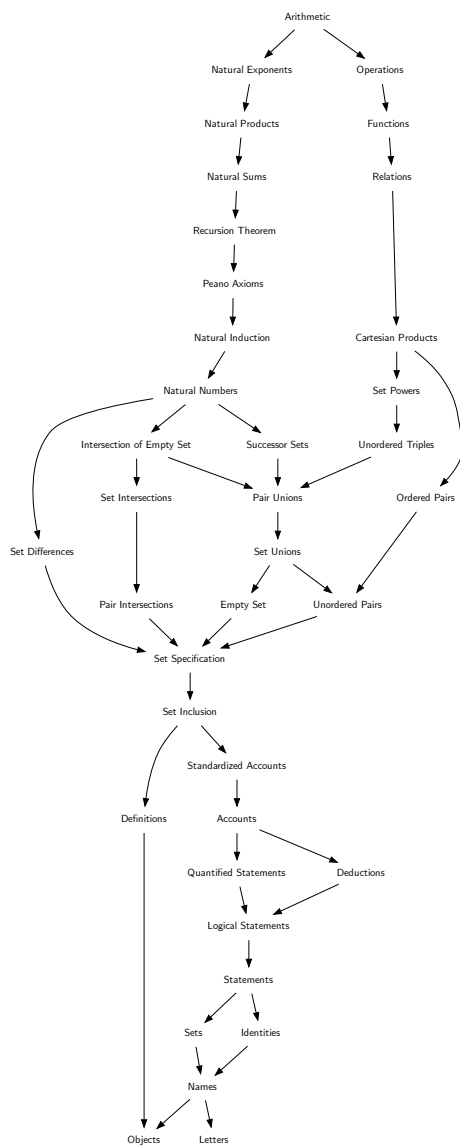 Arithmetic
Natural Exponents
Operations
Natural Products
Functions
Natural Sums
Relations
Recursion Theorem
Peano Axioms
Natural Induction
Cartesian Products
Natural Numbers
Set Powers
Intersection of Empty Set
Successor Sets
Unordered Triples
Set Intersections
Pair Unions
Ordered Pairs
Set Differences
Set Unions
Pair Intersections
Empty Set
Unordered Pairs
Set Specification
Set Inclusion
Standardized Accounts
Definitions
Accounts
Quantified Statements
Deductions
Logical Statements
Statements
Sets
Identities
Names
Objects
Letters